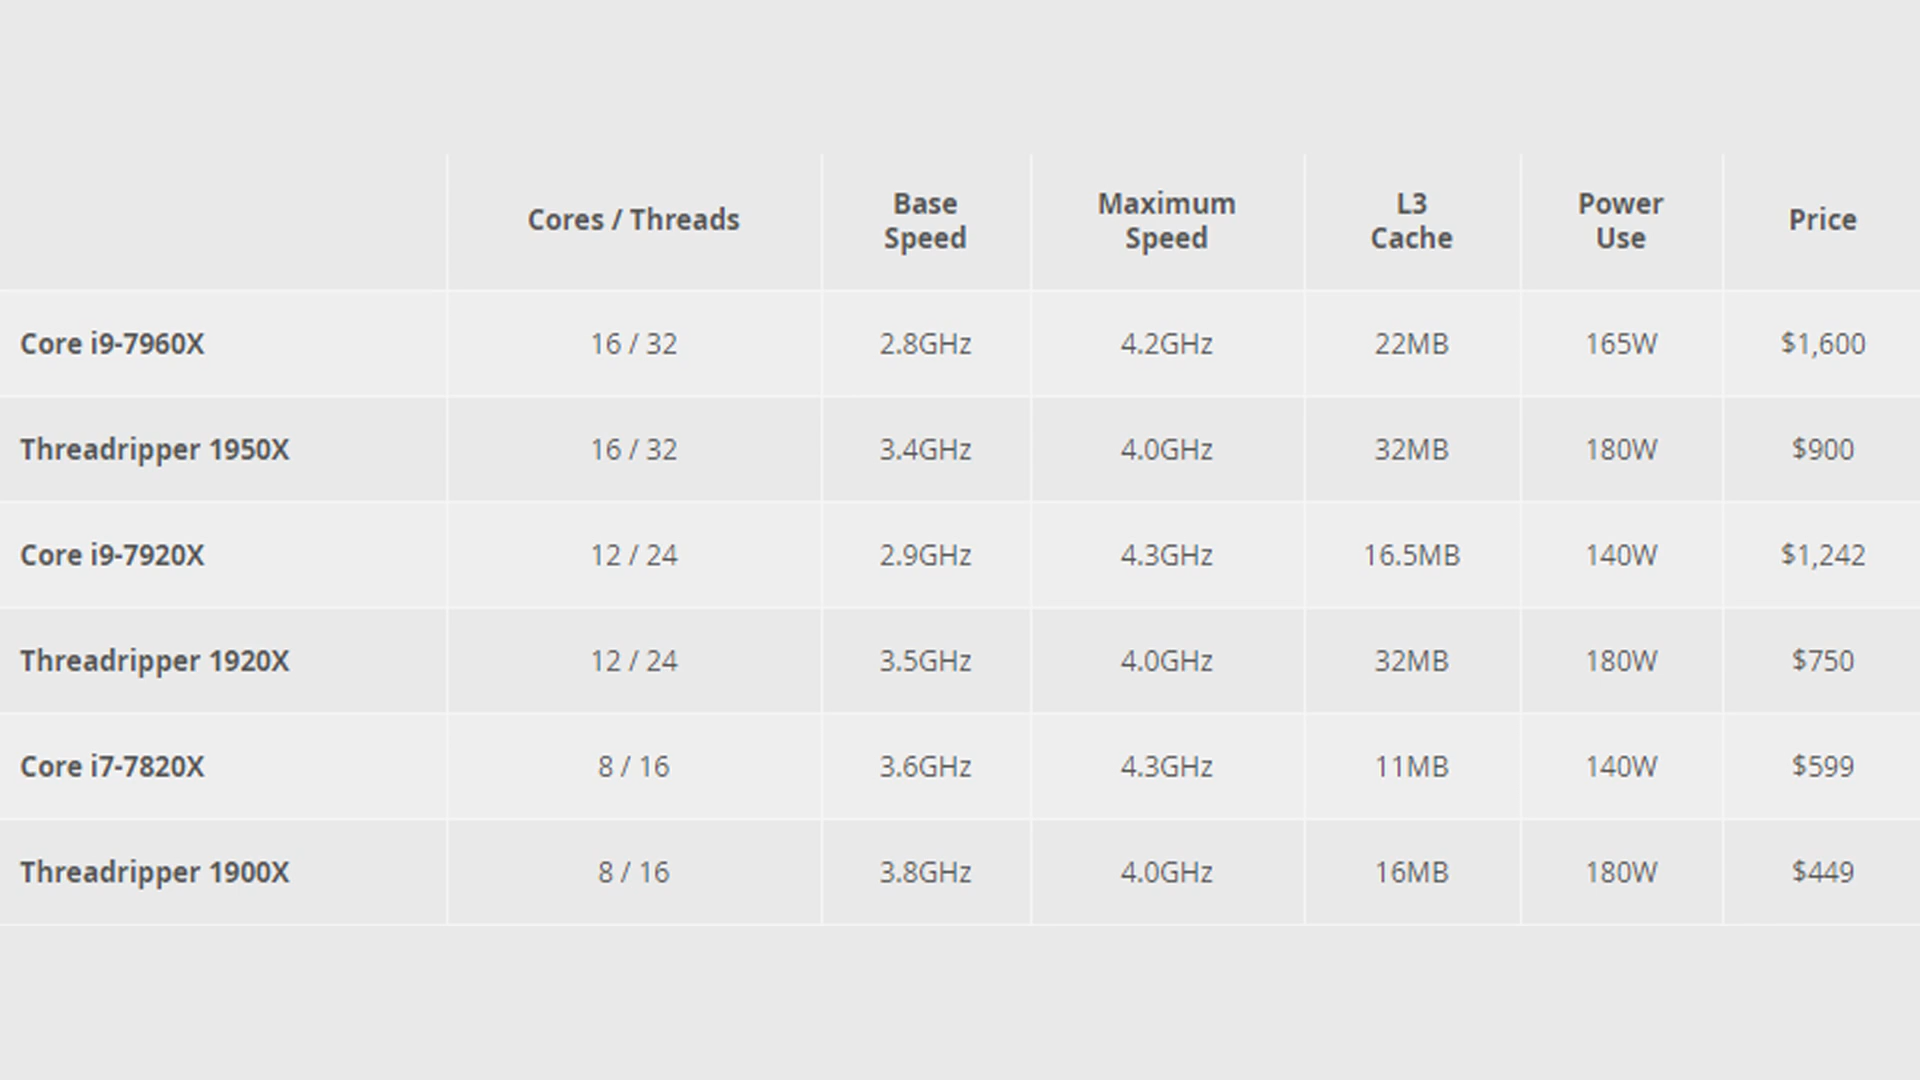 Cores / Threads Base Speed Maximum Speed L3 Cache Power Use Price
Core i9-7960X 16 / 32 2.8GHz 4.2GHz 22MB 165W $1,600
Threadripper 1950X 16 / 32 3.4GHz 4.0GHz 32MB 180W $900
Core i9-7920X 12 / 24 2.9GHz 4.3GHz 16.5MB 140W $1,242
Threadripper 1920X 12 / 24 3.5GHz 4.0GHz 32MB 180W $750
Core i7-7820X 8 / 16 3.6GHz 4.3GHz 11MB 140W $599
Threadripper 1900X 8 / 16 3.8GHz 4.0GHz 16MB 180W $449